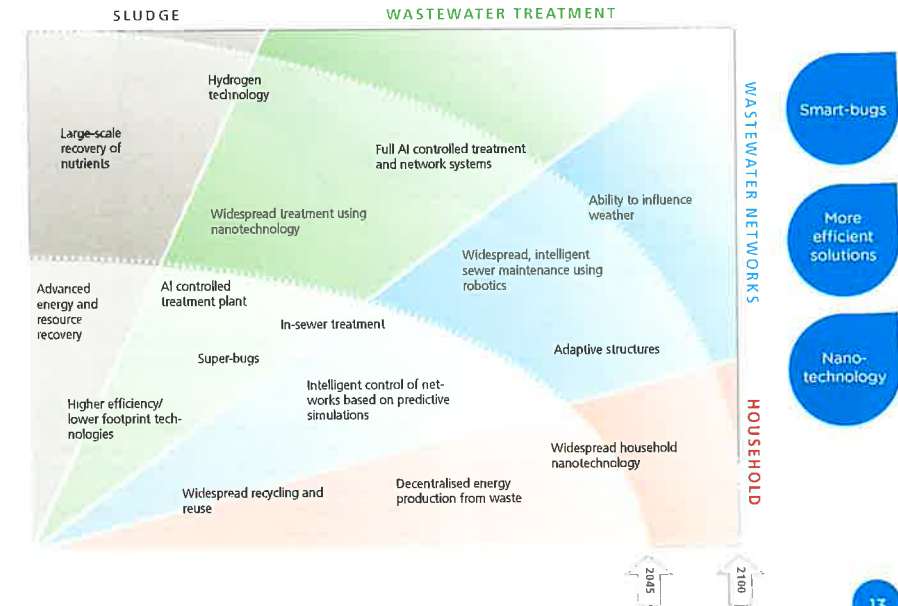 SLUDGE
WASTEWATER TREATMENT
Hydrogen
technology
Large-scale
recovery of
nutrients
Full AI controlled treatment
and network systems
Widespread treatment using
nanotechnology
Ability to influence
weather
Widespread, intelligent
sewer maintenance using
robotics
WASTEWATER NETWORKS
Advanced
energy and
resource
recovery
AI controlled
treatment plant
In-sewer treatment
Super-bugs
Adaptive structures
Intelligent control of net-
works based on predictive
simulations
Higher efficiency/
lower footprint tech-
nologies
Widespread household
nanotechnology
HOUSEHOLD
Decentralised energy
production from waste
Widespread recycling and
reuse
2045
2100
Smart-bugs
More
efficient
solutions
Nano-
technology
13